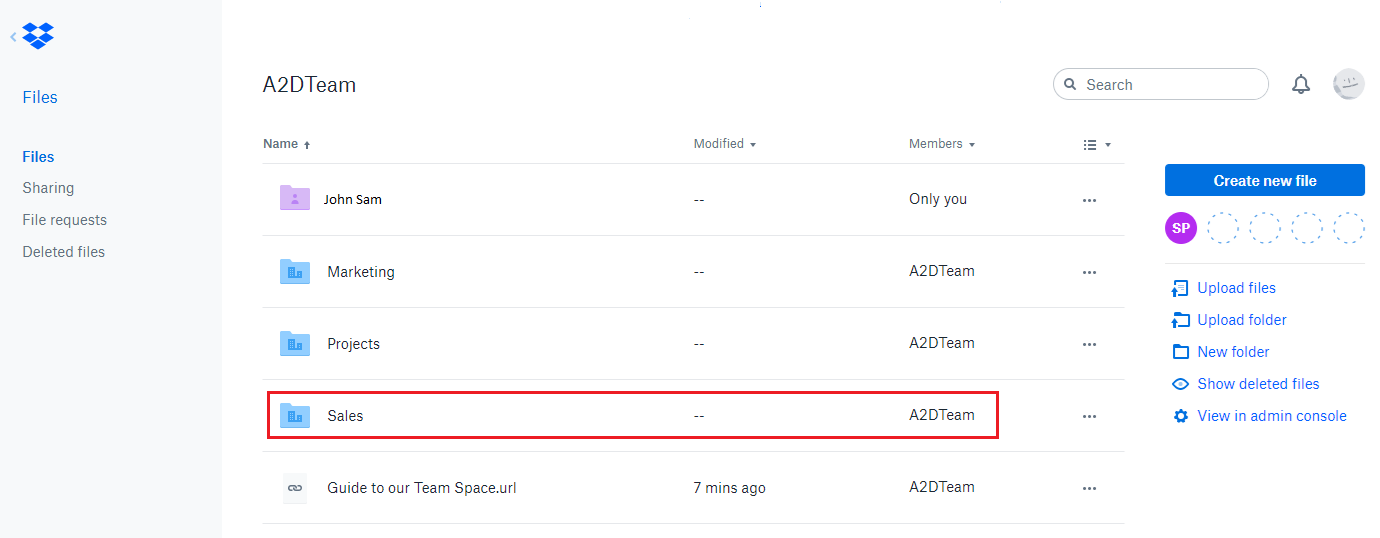 A2DTeam
Search
Files
Files
Sharing
File requests
Deleted files
Name Modified Members
John Sam -- Only you
Marketing -- A2DTeam
Projects -- A2DTeam
Sales -- A2DTeam
Guide to our Team Space.url 7 mins ago A2DTeam
Create new file
SP
Upload files
Upload folder
New folder
Show deleted files
View in admin console